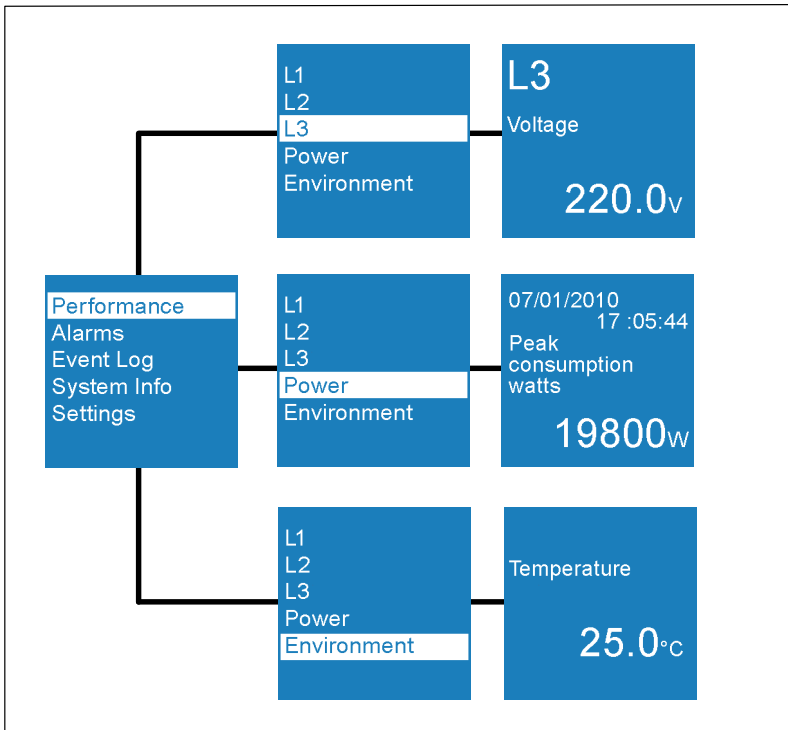 L1
L2
L3
Power
Environment
L3
Voltage
220.0V
Performance
Alarms
Event Log
System Info
Settings
L1
L2
L3
Power
Environment
07/01/2010
17 :05:44
Peak
consumption
watts
19800W
L1
L2
L3
Power
Environment
Temperature
25.0°C